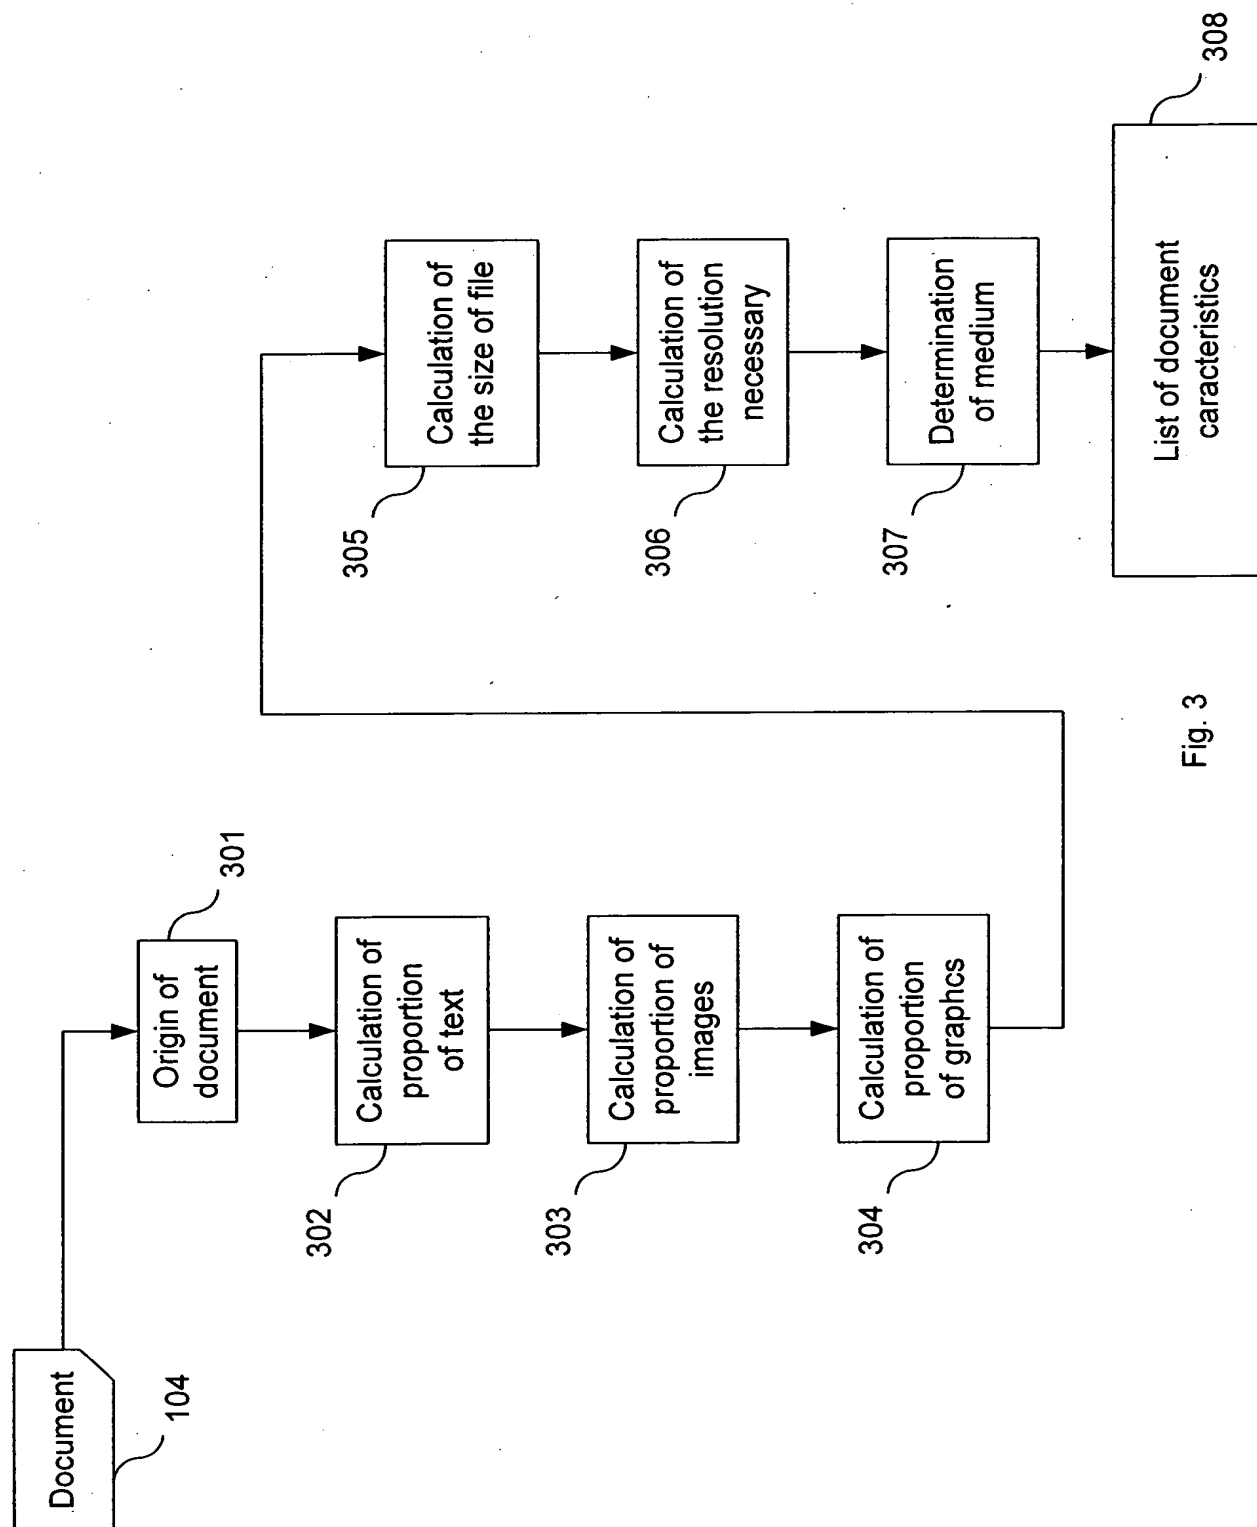 Document
104
301
Origin of
document
302
Calculation of
proportion
of text
303
Calculation of
proportion of
images
304
Calculation of
proportion
of graphcs
305
Calculation of
the size of file
306
Calculation of
the resolution
necessary
307
Determination
of medium
308
List of document
caracteristics
Fig. 3